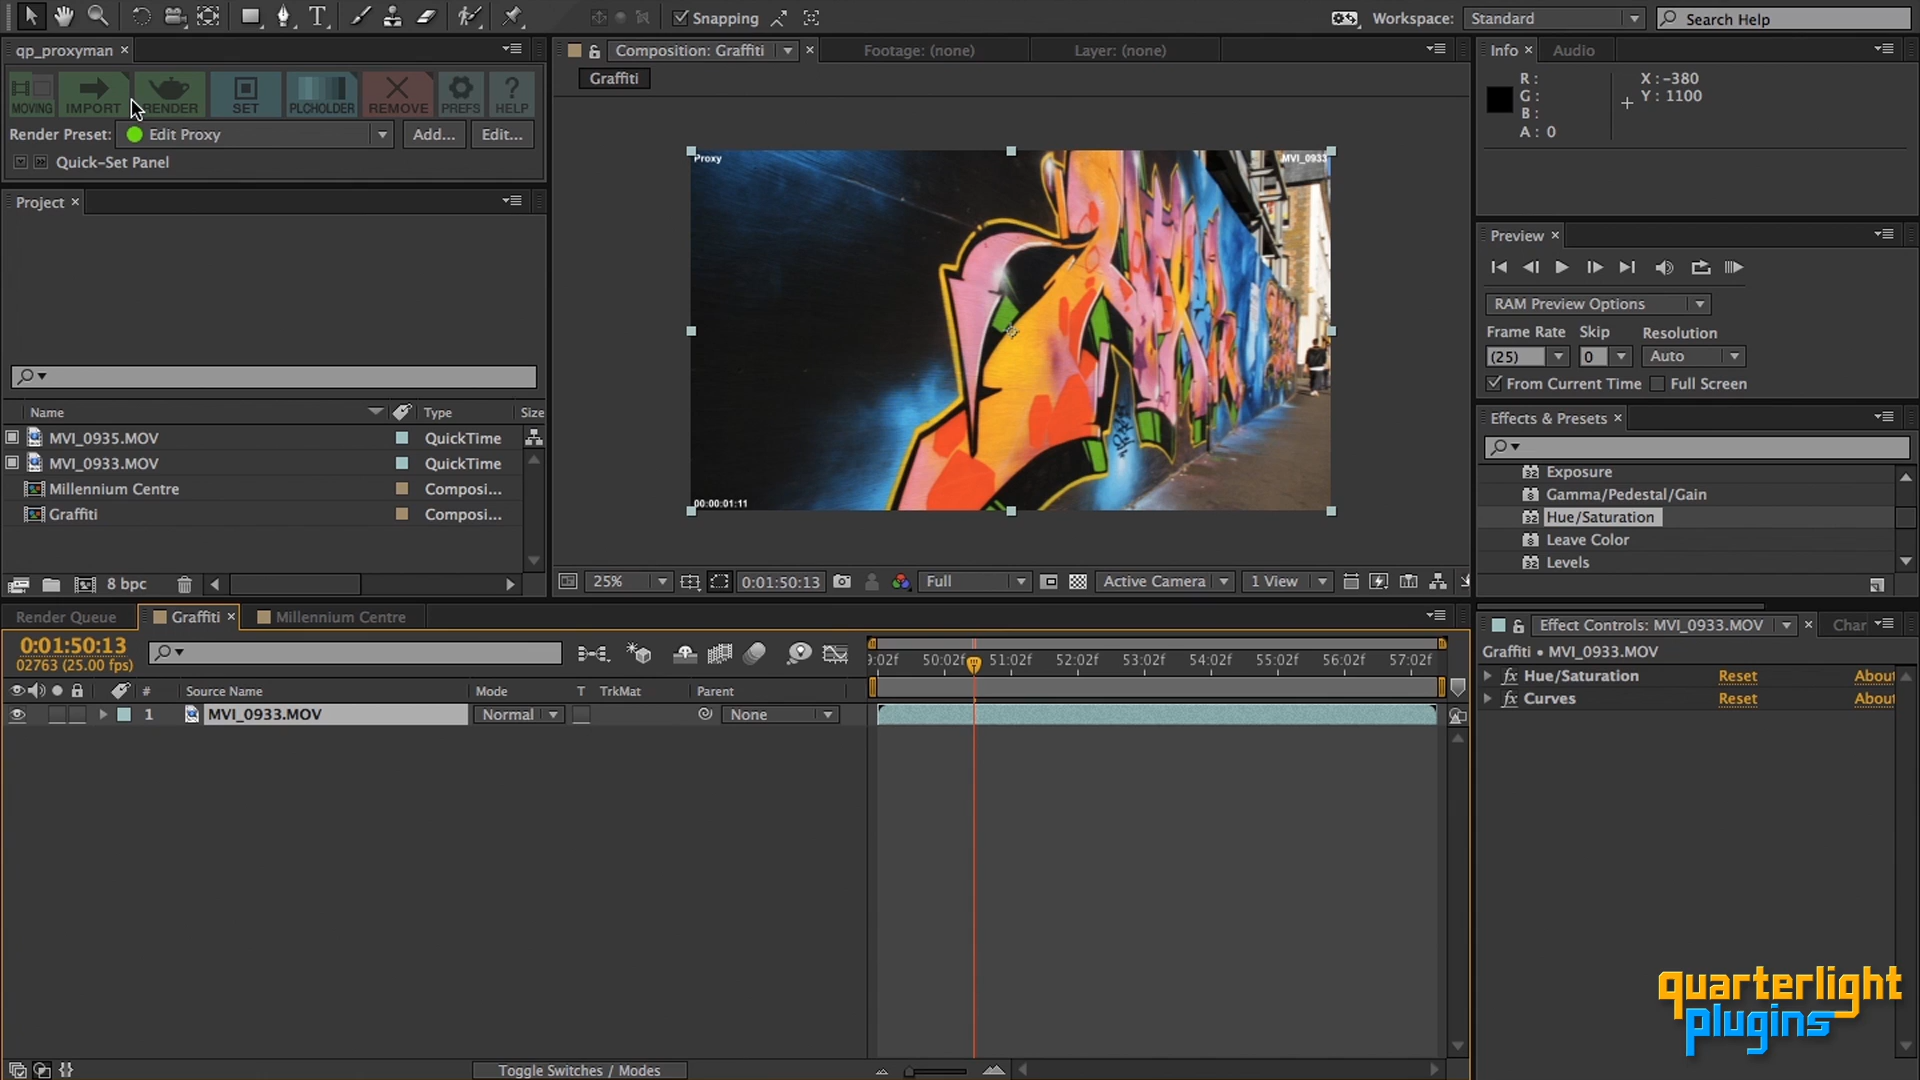 Snapping
Workspace: Standard
Search Help
qp_proxyman
MOVING IMPORT RENDER SET PLCHOLDER REMOVE PREFS HELP
Render Preset: Edit Proxy Add... Edit...
Quick-Set Panel
Project
Name Type Size
MVI_0935.MOV QuickTime
MVI_0933.MOV QuickTime
Millennium Centre Composi...
Graffiti Composi...
8 bpc
Composition: Graffiti Footage: (none) Layer: (none)
Graffiti
Proxy MVI_0933
00:00:01:11
25% 0:01:50:13 Full Active Camera 1 View
Info Audio
R :
G :
B :
A : 0
X : -380
Y : 1100
Preview
RAM Preview Options
Frame Rate Skip Resolution
(25) 0 Auto
From Current Time Full Screen
Effects & Presets
Exposure
Gamma/Pedestal/Gain
Hue/Saturation
Leave Color
Levels
Render Queue Graffiti Millennium Centre
0:01:50:13
02763 (25.00 fps)
# Source Name Mode T TrkMat Parent
1 MVI_0933.MOV Normal None
9:02f 50:02f 51:02f 52:02f 53:02f 54:02f 55:02f 56:02f 57:02f
Toggle Switches / Modes
Effect Controls: MVI_0933.MOV Char
Graffiti • MVI_0933.MOV
fx Hue/Saturation Reset About
fx Curves Reset About
quarterlight
plugins